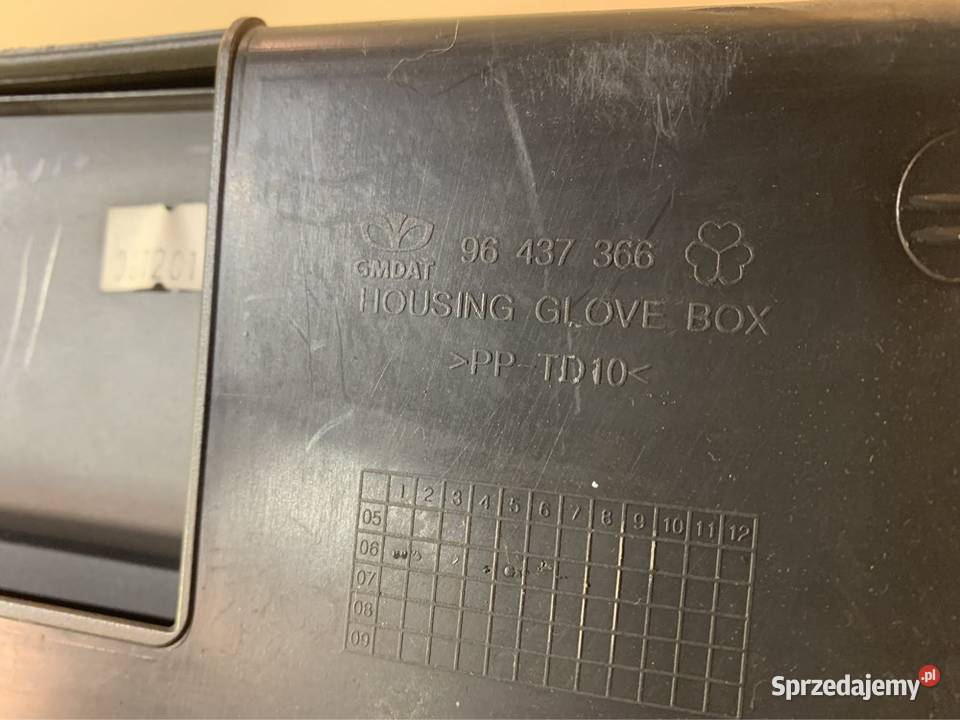 96 437 366
GMDAT
HOUSING GLOVE BOX
>PP-TD10<
1 2 3 4 5 6 7 8 9 10 11 12
05
06
07
08
09
Sprzedajemy.pl